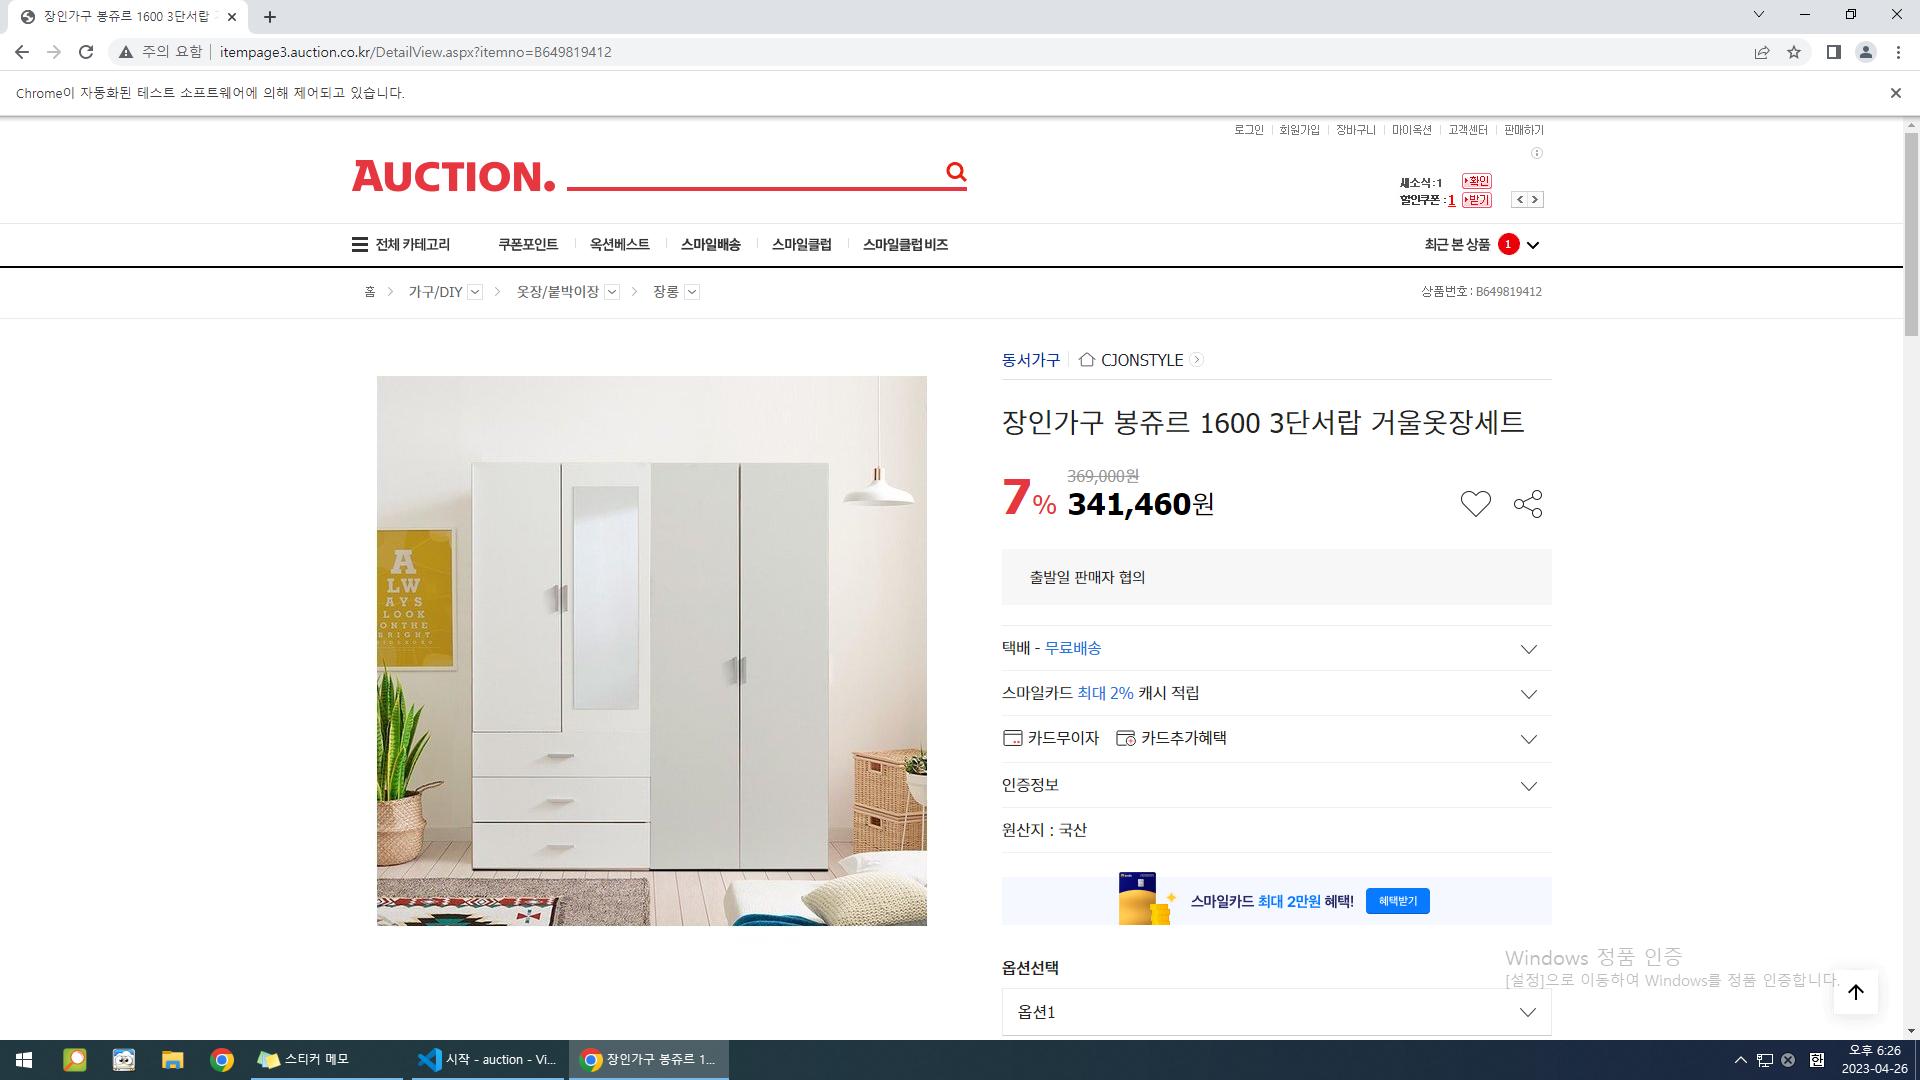 장인가구 봉쥬르 1600 3단서랍
주의 요함 itempage3.auction.co.kr/DetailView.aspx?itemno=B649819412
Chrome이 자동화된 테스트 소프트웨어에 의해 제어되고 있습니다.
로그인 회원가입 장바구니 마이옥션 고객센터 판매하기
AUCTION.
새소식:1 확인
할인쿠폰:1 받기
전체 카테고리 쿠폰포인트 옥션베스트 스마일배송 스마일클럽 스마일클럽 비즈 최근 본 상품 1
홈 가구/DIY 옷장/붙박이장 장롱 상품번호 : B649819412
동서가구 CJONSTYLE
장인가구 봉쥬르 1600 3단서랍 거울옷장세트
369,000원
7% 341,460원
출발일 판매자 협의
택배 - 무료배송
스마일카드 최대 2% 캐시 적립
카드무이자 카드추가혜택
인증정보
원산지 : 국산
스마일카드 최대 2만원 혜택! 혜택받기
옵션선택
옵션1
A
LW
AYS
LOOK
ON THE
BRIGHT
Windows 정품 인증
[설정]으로 이동하여 Windows를 정품 인증합니다.
스티커 메모
시작 - auction - Vi...
장인가구 봉쥬르 1...
한
오후 6:26
2023-04-26